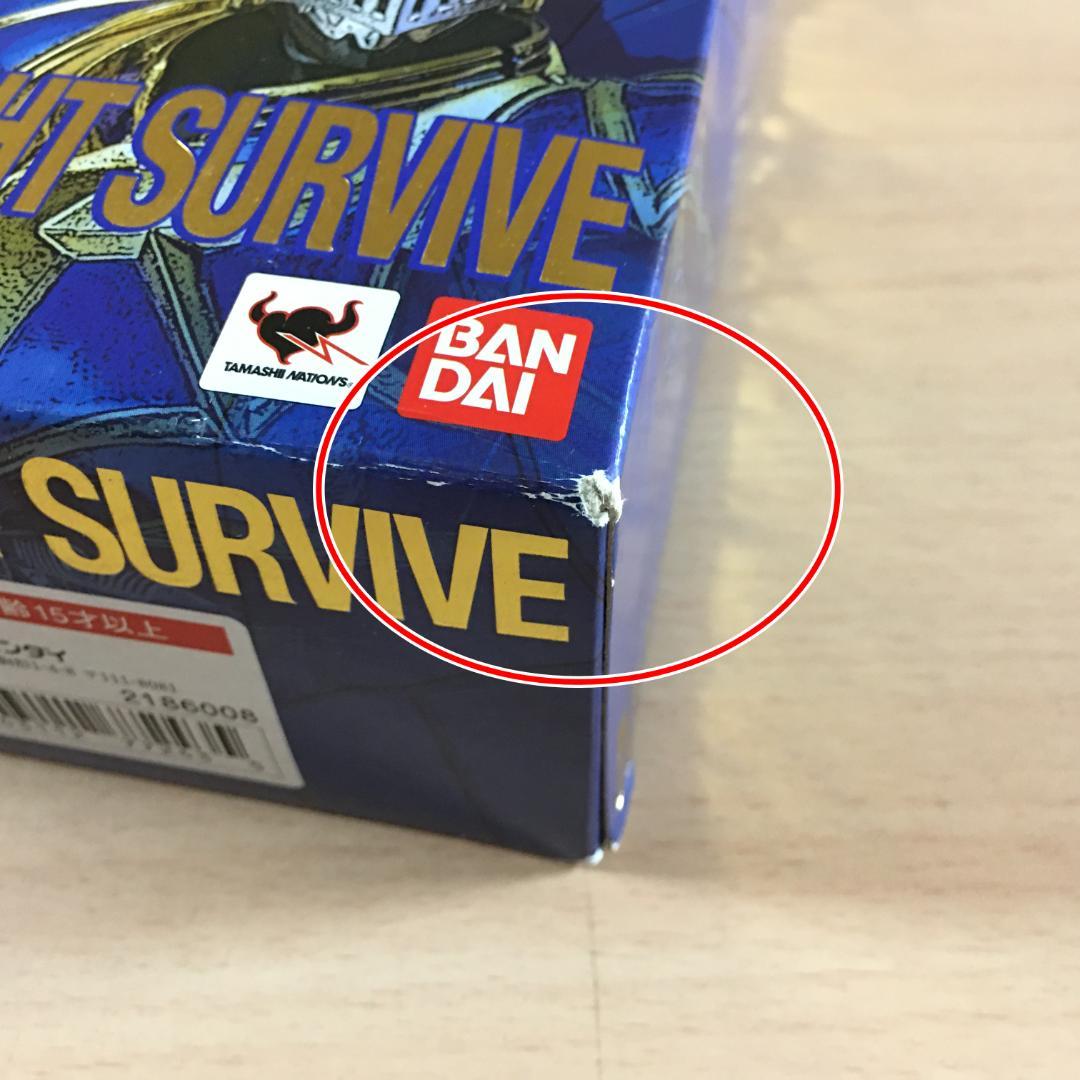 HT SURVIVE
TAMASHII NATIONS
BAN
DAI
SURVIVE
齢15才以上
ンダイ
2186008